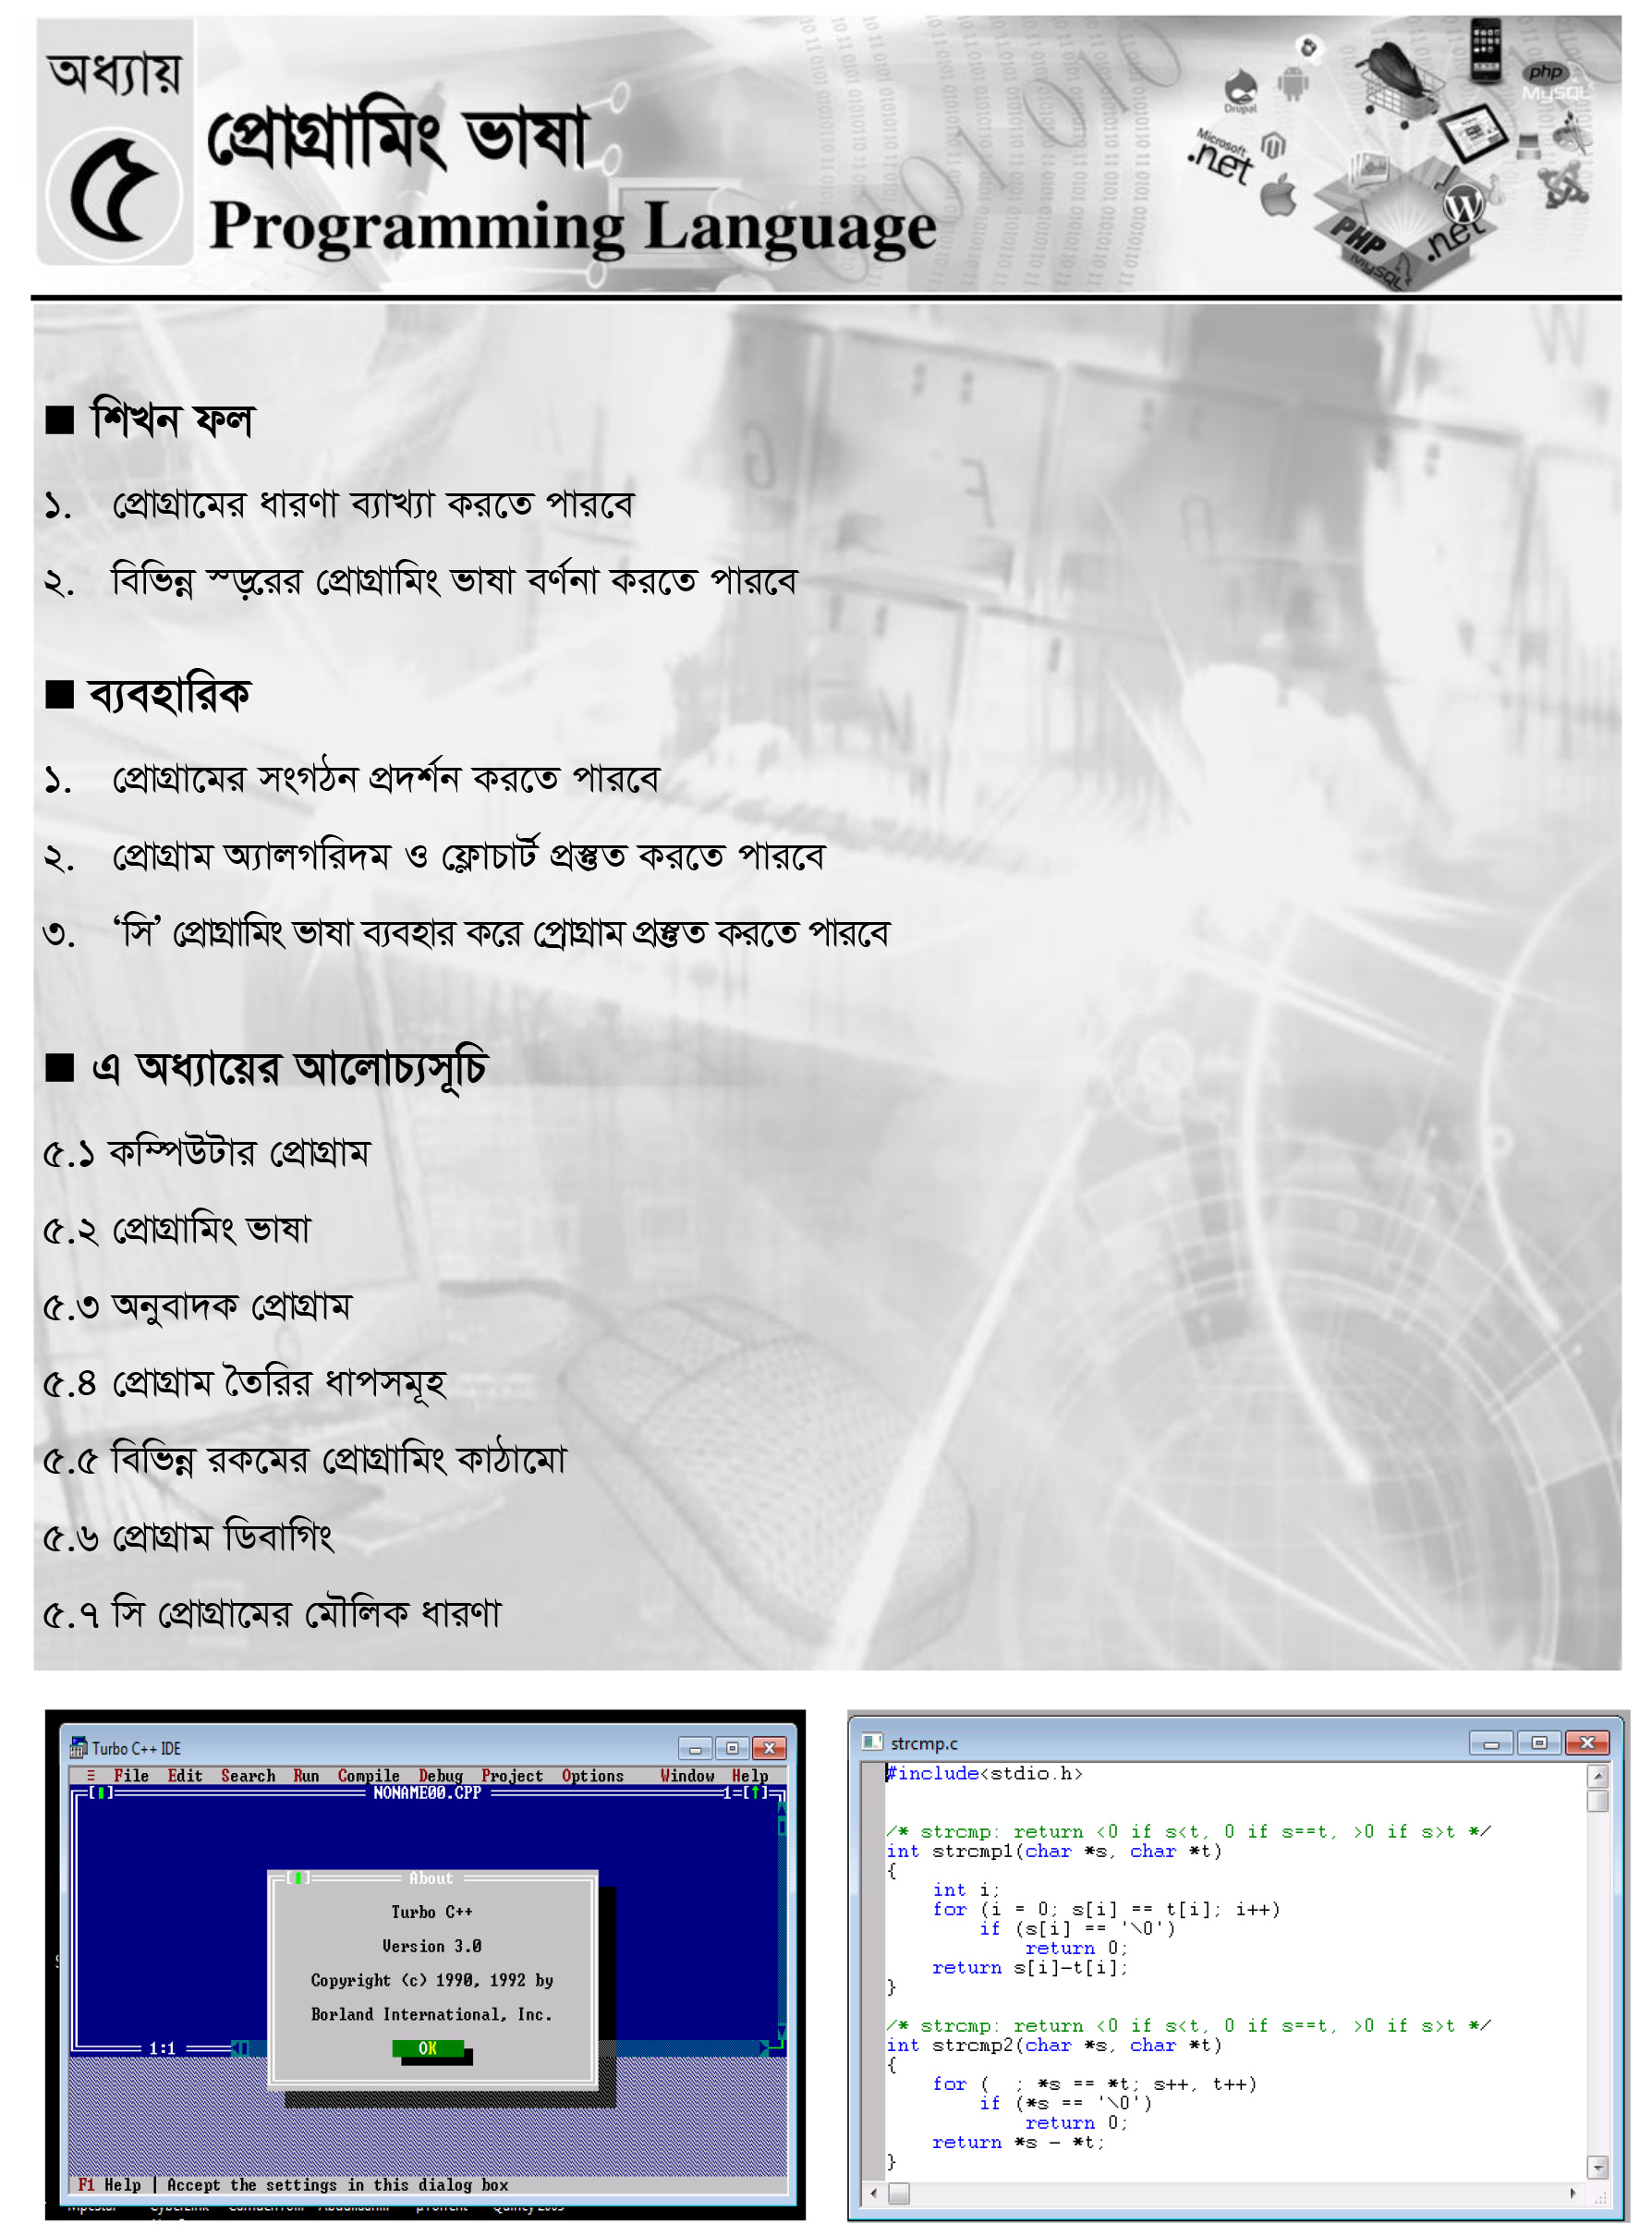 অধ্যায়
৫
প্রোগ্রামিং ভাষা
Programming Language
Drupal
php
MySQL
Microsoft
.net
W
PHP
.net
MySQL
■ শিখন ফল
১. প্রোগ্রামের ধারণা ব্যাখ্যা করতে পারবে
২. বিভিন্ন স্ড়রের প্রোগ্রামিং ভাষা বর্ণনা করতে পারবে
■ ব্যবহারিক
১. প্রোগ্রামের সংগঠন প্রদর্শন করতে পারবে
২. প্রোগ্রাম অ্যালগরিদম ও ফ্লোচার্ট প্রস্তুত করতে পারবে
৩. ‘সি’ প্রোগ্রামিং ভাষা ব্যবহার করে প্রোগ্রাম প্রস্তুত করতে পারবে
■ এ অধ্যায়ের আলোচ্যসূচি
৫.১ কম্পিউটার প্রোগ্রাম
৫.২ প্রোগ্রামিং ভাষা
৫.৩ অনুবাদক প্রোগ্রাম
৫.৪ প্রোগ্রাম তৈরির ধাপসমূহ
৫.৫ বিভিন্ন রকমের প্রোগ্রামিং কাঠামো
৫.৬ প্রোগ্রাম ডিবাগিং
৫.৭ সি প্রোগ্রামের মৌলিক ধারণা
Turbo C++ IDE
≡ File Edit Search Run Compile Debug Project Options Window Help
NONAME00.CPP 1=[↑]
About
Turbo C++
Version 3.0
Copyright (c) 1990, 1992 by
Borland International, Inc.
OK
1:1
F1 Help | Accept the settings in this dialog box
strcmp.c
#include<stdio.h>
/* strcmp: return <0 if s<t, 0 if s==t, >0 if s>t */
int strcmp1(char *s, char *t)
{
    int i;
    for (i = 0; s[i] == t[i]; i++)
        if (s[i] == '\0')
            return 0;
    return s[i]-t[i];
}
/* strcmp: return <0 if s<t, 0 if s==t, >0 if s>t */
int strcmp2(char *s, char *t)
{
    for (  ; *s == *t; s++, t++)
        if (*s == '\0')
            return 0;
    return *s - *t;
}